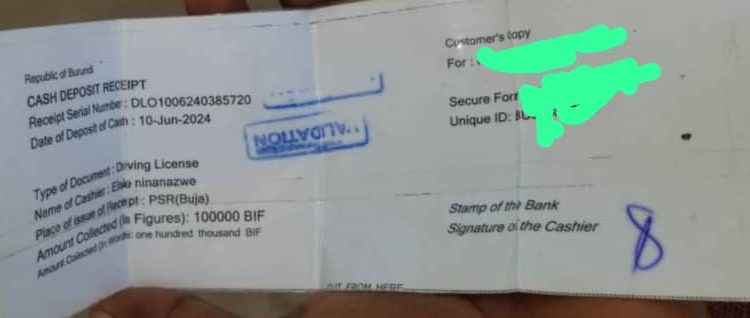 Republic of Burundi
CASH DEPOSIT RECEIPT
Receipt Serial Number : DLO1006240385720
Date of Deposit of Cash : 10-Jun-2024
VALIDATION
Type of Document : Driving License
Name of Cashier : ninanazwe
Place of Issue of Receipt : PSR(Buja)
Amount Collected (In Figures): 100000 BIF
Amount Collected (In Words): one hundred thousand BIF
Customer's copy
For :
Secure For
Unique ID:
Stamp of the Bank
Signature of the Cashier
8
CUT FROM HERE